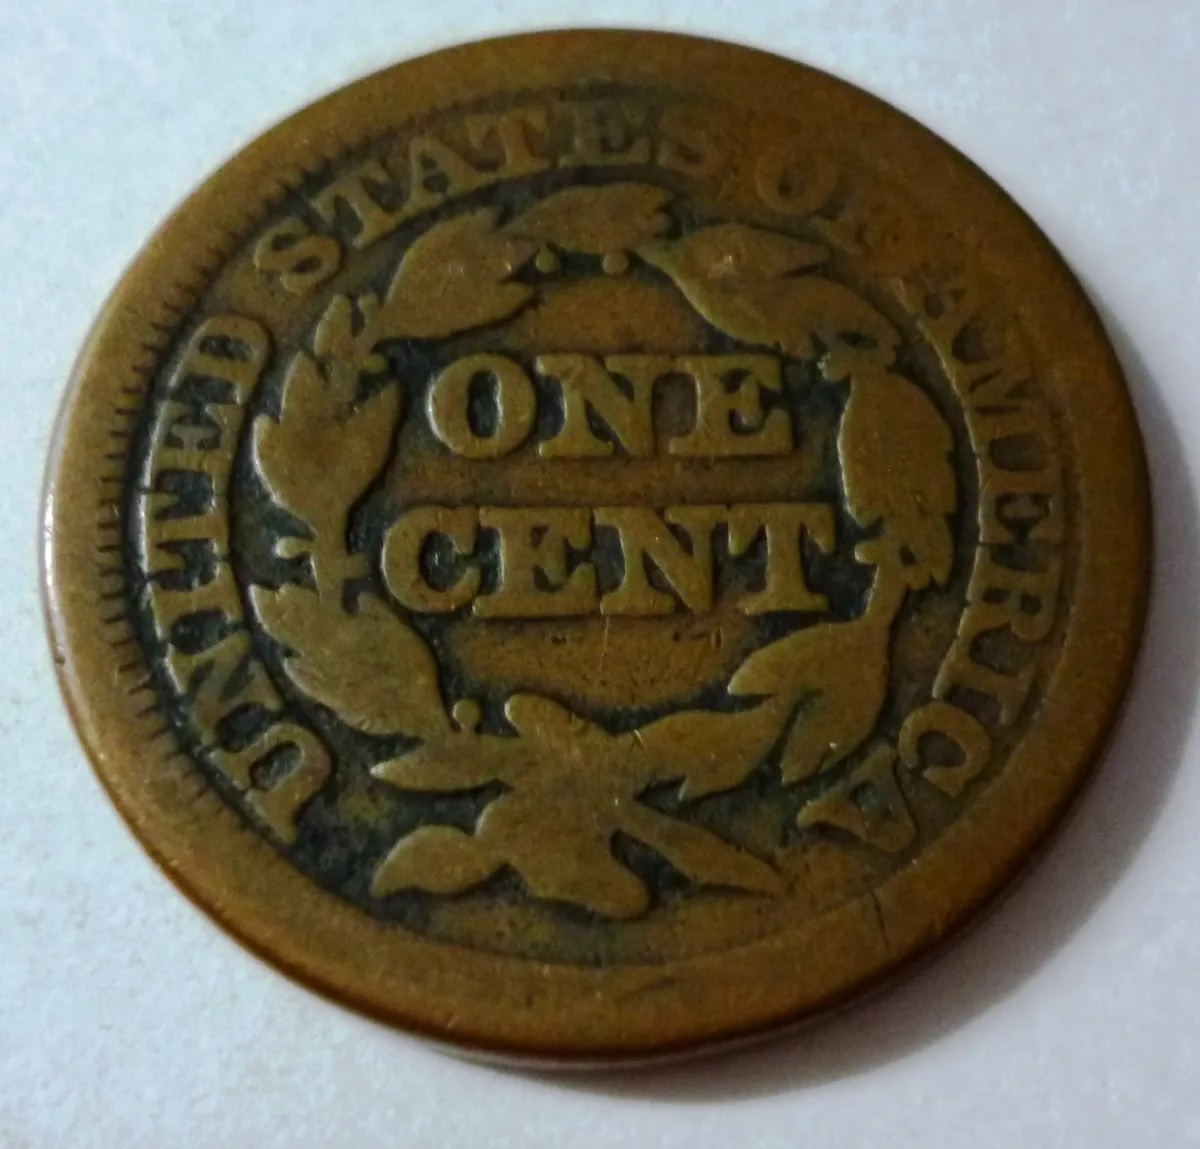 UNITED STATES OF AMERICA
ONE
CENT